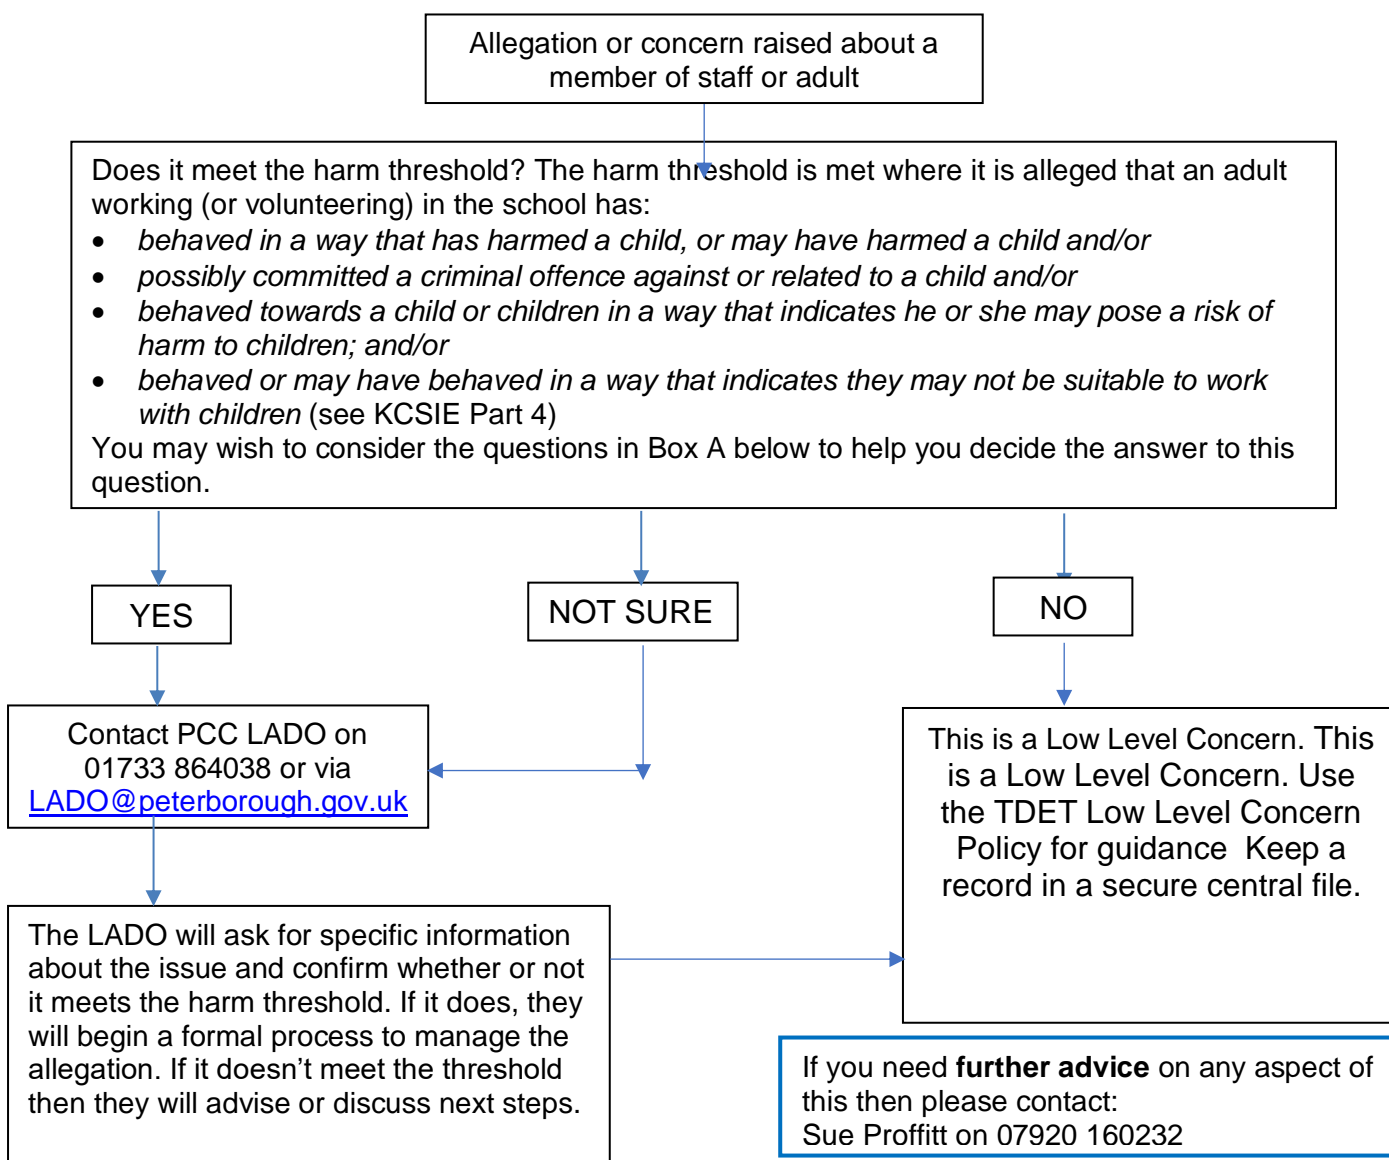 Allegation or concern raised about a
member of staff or adult
Does it meet the harm threshold? The harm threshold is met where it is alleged that an adult
working (or volunteering) in the school has:
• behaved in a way that has harmed a child, or may have harmed a child and/or
• possibly committed a criminal offence against or related to a child and/or
• behaved towards a child or children in a way that indicates he or she may pose a risk of
harm to children; and/or
• behaved or may have behaved in a way that indicates they may not be suitable to work
with children (see KCSIE Part 4)
You may wish to consider the questions in Box A below to help you decide the answer to this
question.
YES
NOT SURE
NO
Contact PCC LADO on
01733 864038 or via
LADO@peterborough.gov.uk
This is a Low Level Concern. This
is a Low Level Concern. Use
the TDET Low Level Concern
Policy for guidance  Keep a
record in a secure central file.
The LADO will ask for specific information
about the issue and confirm whether or not
it meets the harm threshold. If it does, they
will begin a formal process to manage the
allegation. If it doesn’t meet the threshold
then they will advise or discuss next steps.
If you need further advice on any aspect of
this then please contact:
Sue Proffitt on 07920 160232